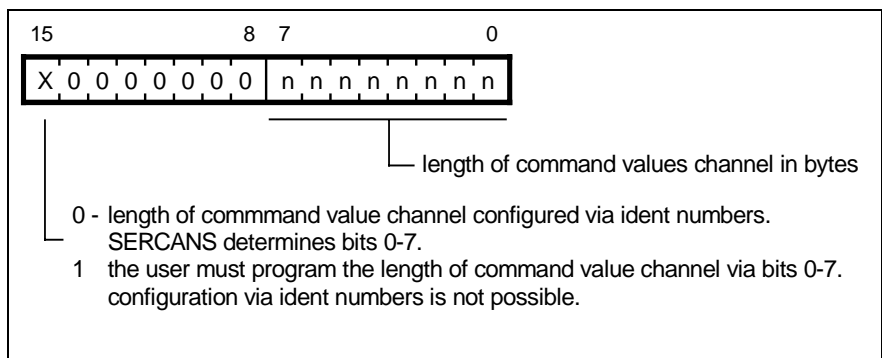 15 8 7 0
X 0 0 0 0 0 0 0 n n n n n n n n
length of command values channel in bytes
0 - length of commmand value channel configured via ident numbers.
SERCANS determines bits 0-7.
1 the user must program the length of command value channel via bits 0-7.
configuration via ident numbers is not possible.